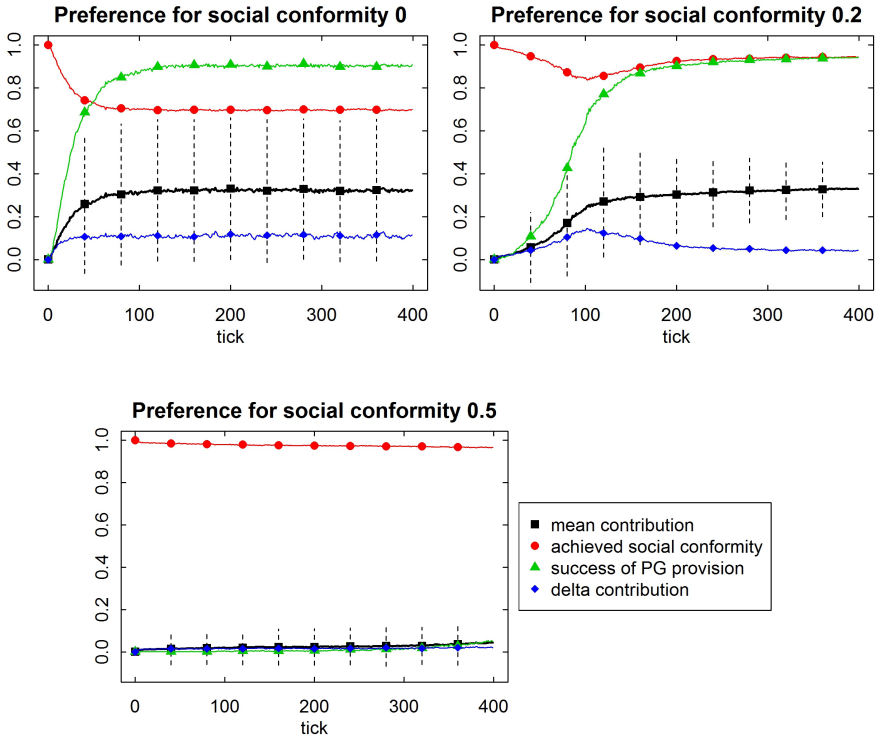 Preference for social conformity 0
1.0
0.8
0.6
0.4
0.2
0.0
0 100 200 300 400
tick
Preference for social conformity 0.2
1.0
0.8
0.6
0.4
0.2
0.0
0 100 200 300 400
tick
Preference for social conformity 0.5
1.0
0.8
0.6
0.4
0.2
0.0
0 100 200 300 400
tick
mean contribution
achieved social conformity
success of PG provision
delta contribution